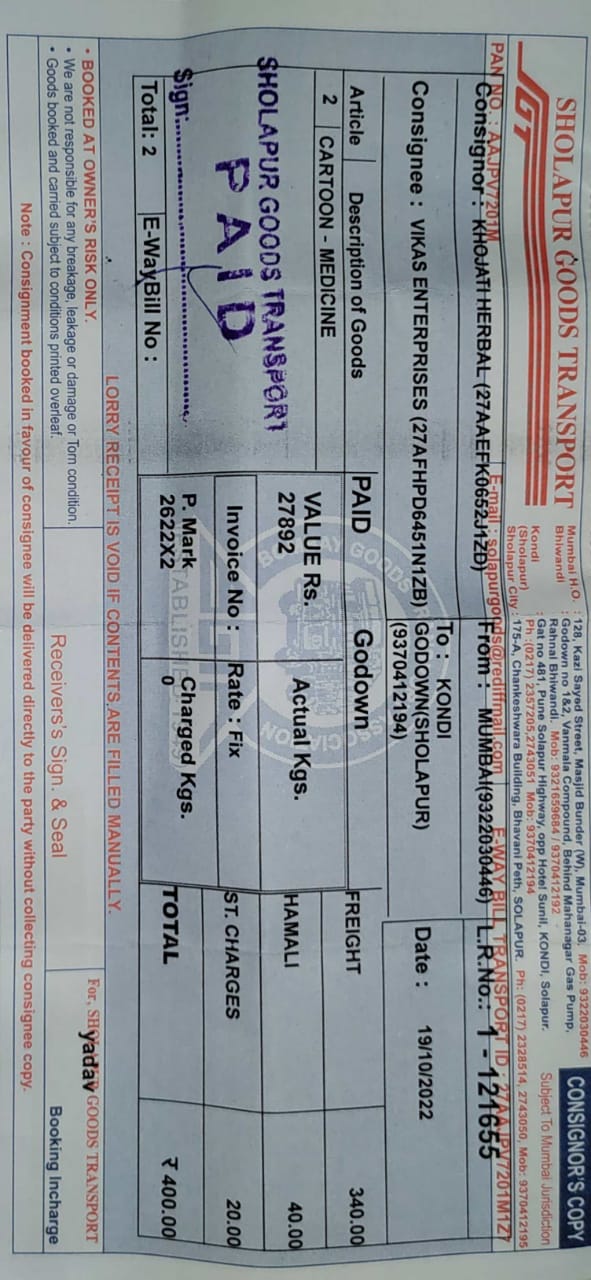 SHOLAPUR GOODS TRANSPORT
SGT
CONSIGNOR'S COPY
Subject To Mumbai Jurisdiction
Mumbai H.O. : 128, Kazi Sayed Street, Masjid Bunder (W), Mumbai-03. Mob: 9322030446
Bhiwandi : Godown no 1&2, Vanmala Compound, Behind Mahanagar Gas Pump,
Rahnal Bhiwandi, Mob: 9321659684 / 9370412192
Kondi : Gat no 481, Pune Solapur Highway, opp Hotel Sunil, KONDI, Solapur.
(Sholapur) Ph :(0217) 2357205,2743051 Mob: 9370412194
Sholapur City : 175-A, Chankeshwara Building, Bhavani Peth, SOLAPUR. Ph: (0217) 2328514, 2743050, Mob: 9370412195
PAN NO. : AAJPV7201M E-mail : solapurgoods@rediffmail.com E-WAY BILL TRANSPORT ID : 27AAJPV7201M1Z1
Consignor : KHOJATI HERBAL (27AAEFK0652J1ZD) From : MUMBAI(9322030446) L.R.No.: 1 - 121655
Consignee : VIKAS ENTERPRISES (27AFHPD6451N1ZB) To : KONDI GODOWN(SHOLAPUR) (9370412194) Date : 19/10/2022
Article Description of Goods PAID Godown FREIGHT 340.00
2 CARTOON - MEDICINE VALUE Rs. 27892 Actual Kgs. HAMALI 40.00
SHOLAPUR GOODS TRANSPORT
PAID
Sign:
Invoice No : Rate : Fix ST. CHARGES 20.00
Total: 2 E-WayBill No : P. Mark 2622X2 Charged Kgs. 0 TOTAL ₹ 400.00
LORRY RECEIPT IS VOID IF CONTENTS ARE FILLED MANUALLY.
• BOOKED AT OWNER'S RISK ONLY.
• We are not responsible for any breakage, leakage or damage or Torn condition.
• Goods booked and carried subject to conditions printed overleaf.
Receivers's Sign. & Seal
For, SHOLAPUR GOODS TRANSPORT
yadav
Booking Incharge
Note : Consignment booked in favour of consignee will be delivered directly to the party without collecting consignee copy.